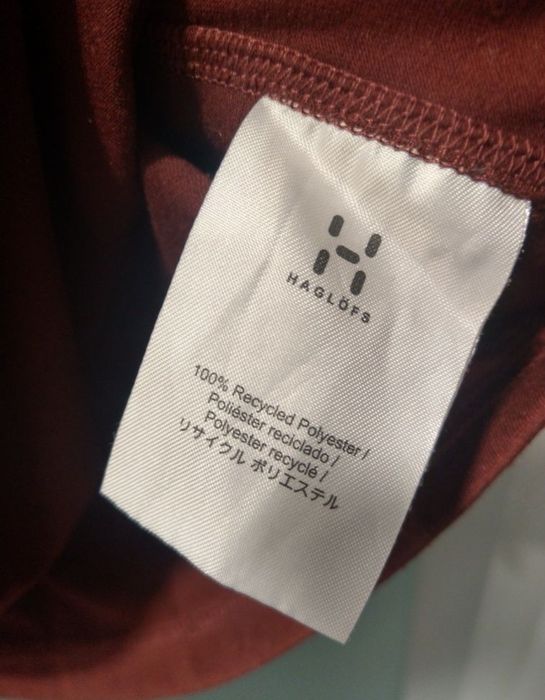 HAGLÖFS
100% Recycled Polyester /
Poliéster reciclado /
Polyester recyclé /
リサイクル ポリエステル